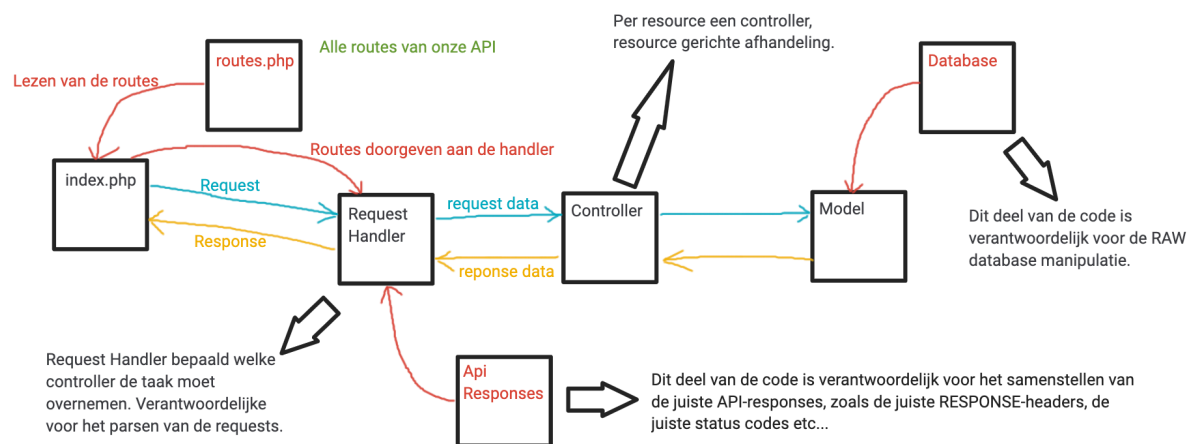 Per resource een controller,
resource gerichte afhandeling.
Alle routes van onze API
routes.php
Database
Lezen van de routes
Routes doorgeven aan de handler
index.php
Request
Request
Handler
request data
Controller
Model
Response
reponse data
Dit deel van de code is
verantwoordelijk voor de RAW
database manipulatie.
Request Handler bepaald welke
controller de taak moet
overnemen. Verantwoordelijke
voor het parsen van de requests.
Api
Responses
Dit deel van de code is verantwoordelijk voor het samenstellen van
de juiste API-responses, zoals de juiste RESPONSE-headers, de
juiste status codes etc...